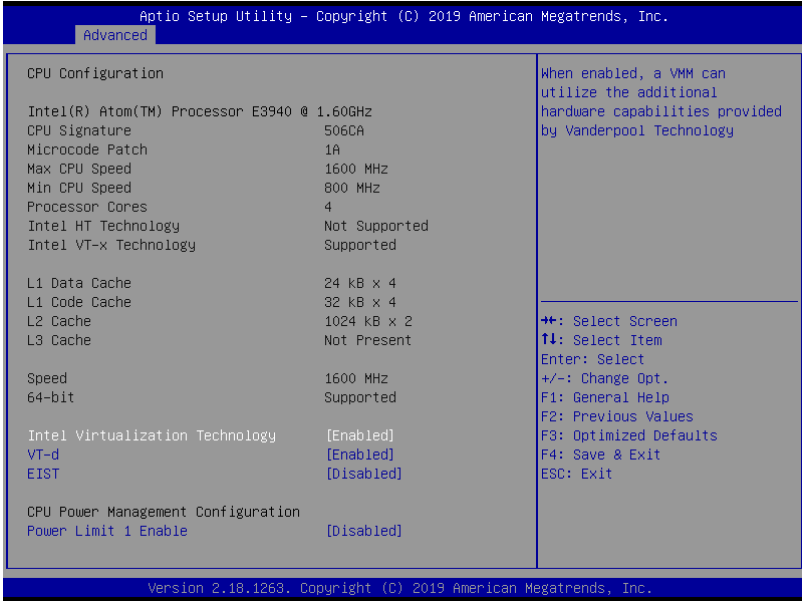 Aptio Setup Utility – Copyright (C) 2019 American Megatrends, Inc.
Advanced
CPU Configuration
Intel(R) Atom(TM) Processor E3940 @ 1.60GHz
CPU Signature 506CA
Microcode Patch 1A
Max CPU Speed 1600 MHz
Min CPU Speed 800 MHz
Processor Cores 4
Intel HT Technology Not Supported
Intel VT-x Technology Supported
L1 Data Cache 24 kB x 4
L1 Code Cache 32 kB x 4
L2 Cache 1024 kB x 2
L3 Cache Not Present
Speed 1600 MHz
64-bit Supported
Intel Virtualization Technology [Enabled]
VT-d [Enabled]
EIST [Disabled]
CPU Power Management Configuration
Power Limit 1 Enable [Disabled]
When enabled, a VMM can
utilize the additional
hardware capabilities provided
by Vanderpool Technology
→←: Select Screen
↑↓: Select Item
Enter: Select
+/-: Change Opt.
F1: General Help
F2: Previous Values
F3: Optimized Defaults
F4: Save & Exit
ESC: Exit
Version 2.18.1263. Copyright (C) 2019 American Megatrends, Inc.